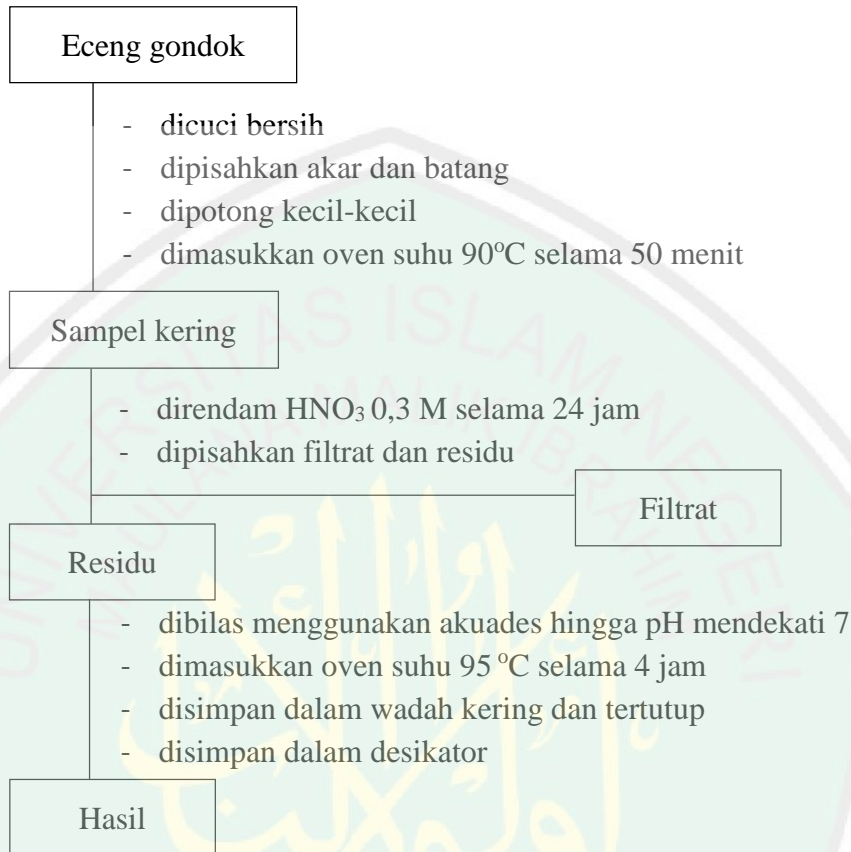 Eceng gondok
- dicuci bersih
- dipisahkan akar dan batang
- dipotong kecil-kecil
- dimasukkan oven suhu 90°C selama 50 menit
Sampel kering
- direndam HNO₃ 0,3 M selama 24 jam
- dipisahkan filtrat dan residu
Filtrat
Residu
- dibilas menggunakan akuades hingga pH mendekati 7
- dimasukkan oven suhu 95 °C selama 4 jam
- disimpan dalam wadah kering dan tertutup
- disimpan dalam desikator
Hasil